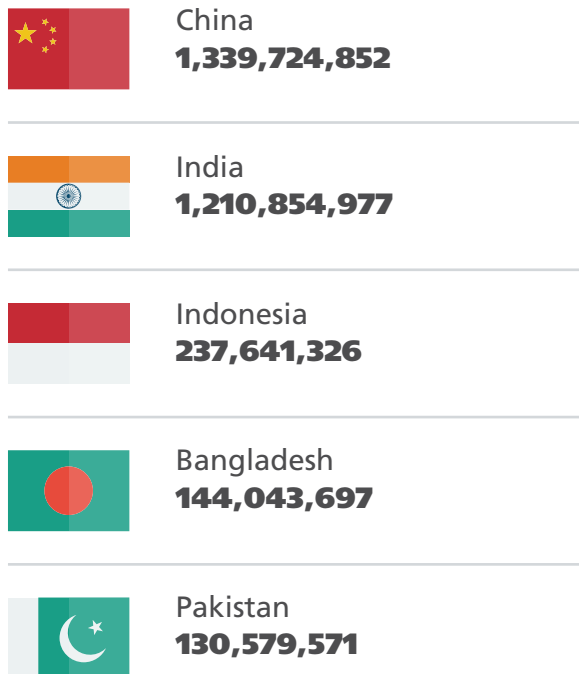 China
1,339,724,852
India
1,210,854,977
Indonesia
237,641,326
Bangladesh
144,043,697
Pakistan
130,579,571